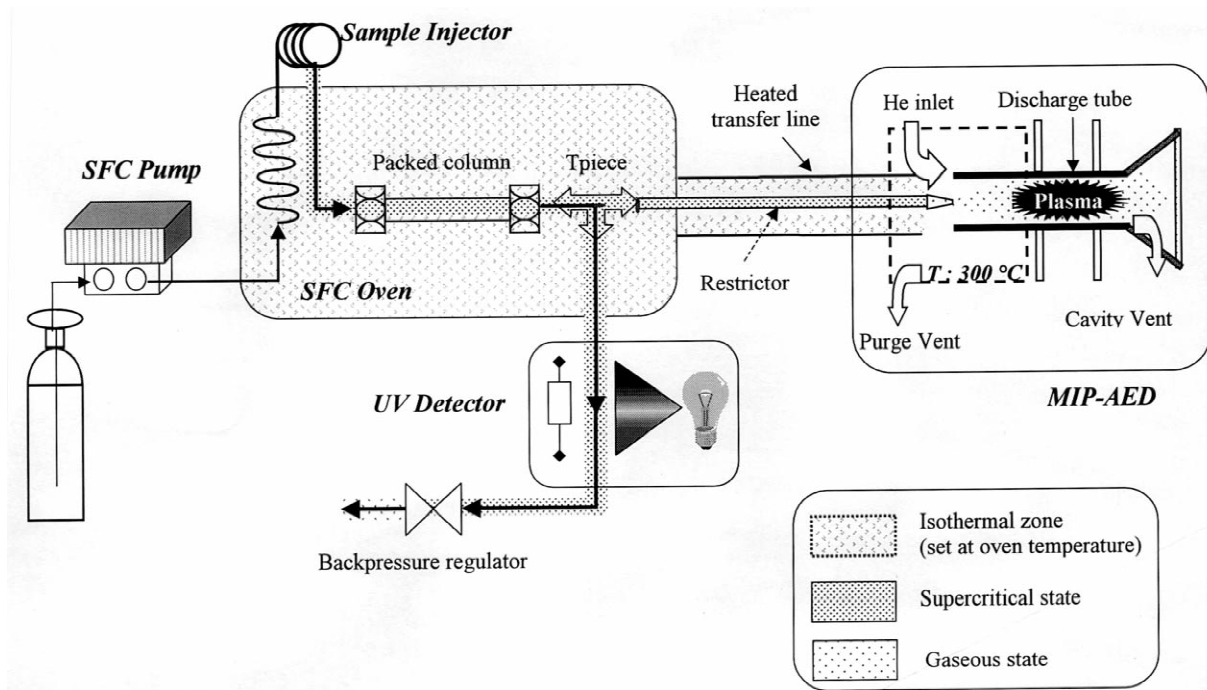 Sample Injector
SFC Pump
Packed column
Tpiece
SFC Oven
Heated
transfer line
Restrictor
He inlet
Discharge tube
Plasma
T : 300 °C
Purge Vent
Cavity Vent
MIP-AED
UV Detector
Backpressure regulator
Isothermal zone
(set at oven temperature)
Supercritical state
Gaseous state